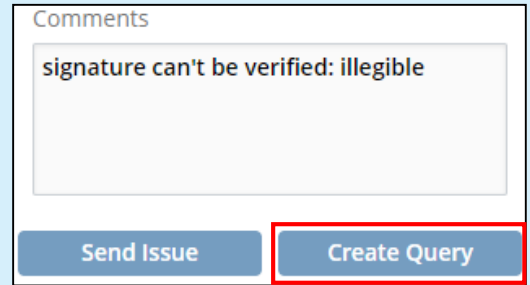 Comments
signature can't be verified: illegible
Send Issue
Create Query